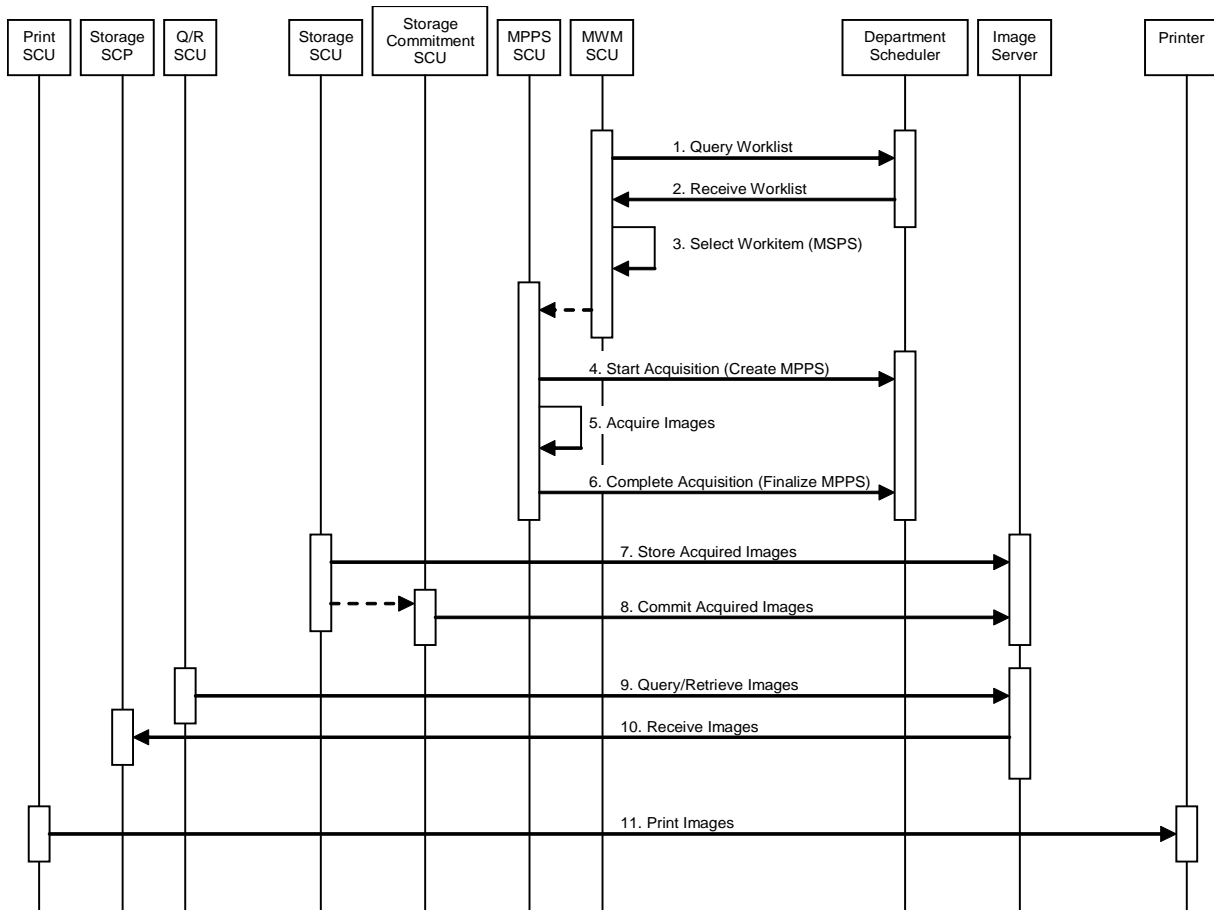 Print
SCU
Storage
SCP
Q/R
SCU
Storage
SCU
Storage
Commitment
SCU
MPPS
SCU
MWM
SCU
Department
Scheduler
Image
Server
Printer
1. Query Worklist
2. Receive Worklist
3. Select Workitem (MSPS)
4. Start Acquisition (Create MPPS)
5. Acquire Images
6. Complete Acquisition (Finalize MPPS)
7. Store Acquired Images
8. Commit Acquired Images
9. Query/Retrieve Images
10. Receive Images
11. Print Images